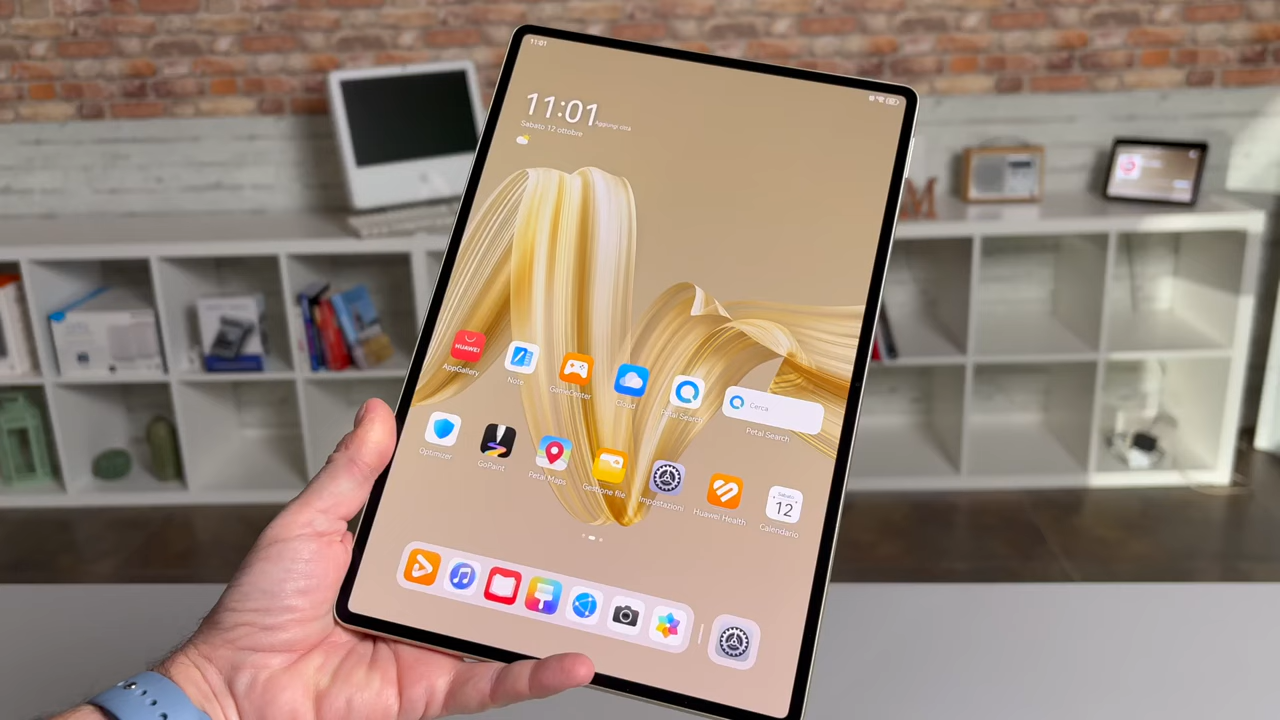 11:01
11:01
Aggiungi città
Sabato 12 ottobre
HUAWEI
AppGallery
Note
GameCenter
Cloud
Petal Search
Cerca
Petal Search
Optimizer
GoPaint
Petal Maps
Gestione file
Impostazioni
Huawei Health
Sabato
12
Calendario
M